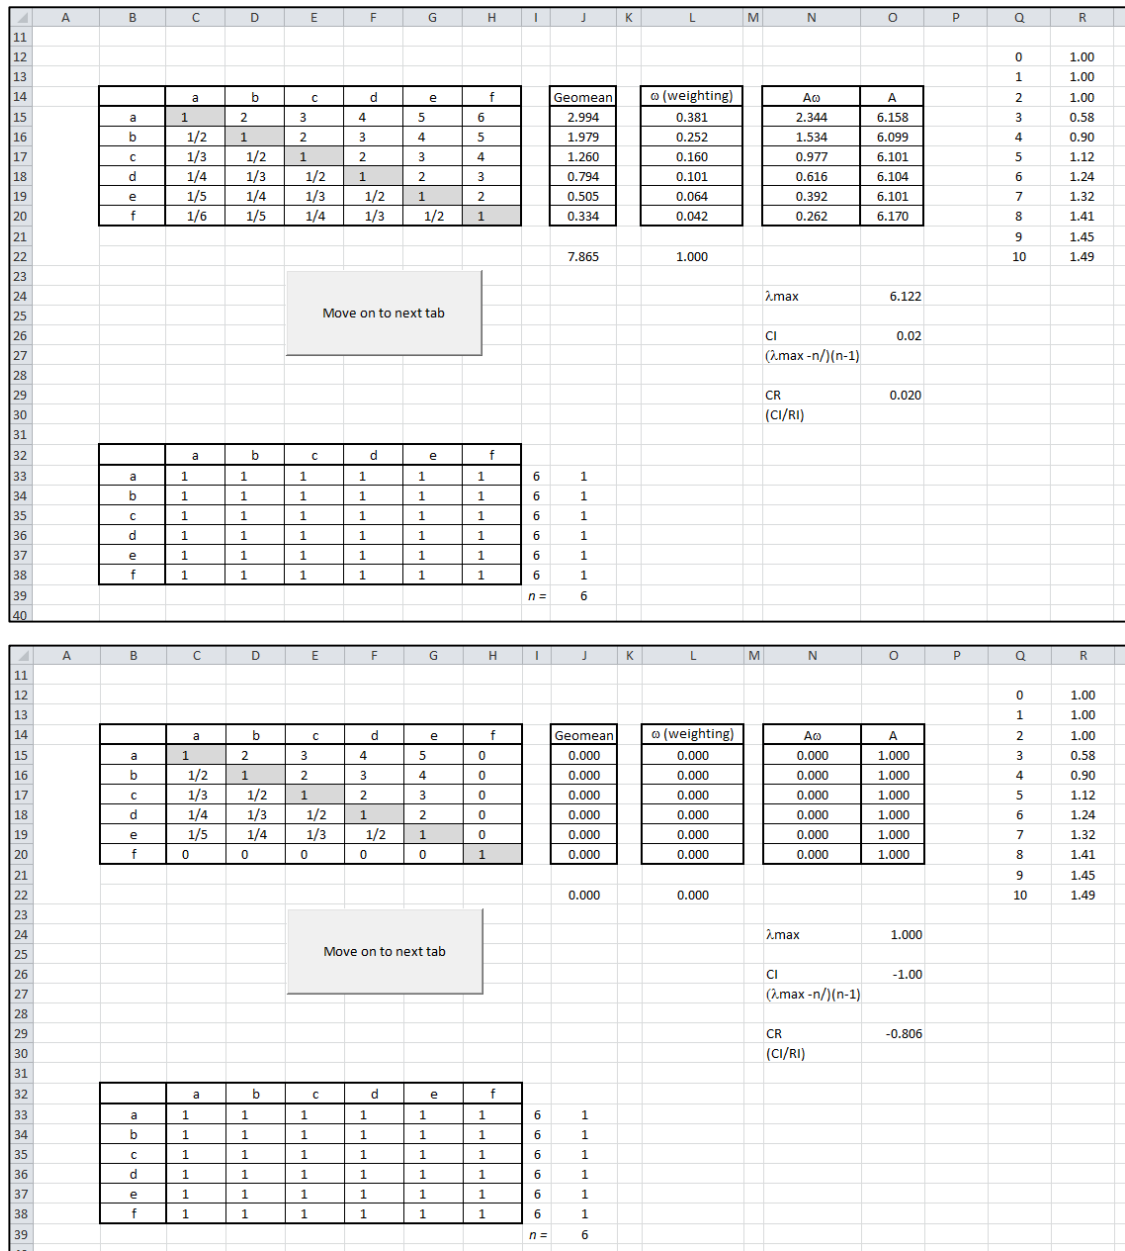 A B C D E F G H I J K L M N O P Q R
11
12 0 1.00
13 1 1.00
14 a b c d e f Geomean ω (weighting) Aω A 2 1.00
15 a 1 2 3 4 5 6 2.994 0.381 2.344 6.158 3 0.58
16 b 1/2 1 2 3 4 5 1.979 0.252 1.534 6.099 4 0.90
17 c 1/3 1/2 1 2 3 4 1.260 0.160 0.977 6.101 5 1.12
18 d 1/4 1/3 1/2 1 2 3 0.794 0.101 0.616 6.104 6 1.24
19 e 1/5 1/4 1/3 1/2 1 2 0.505 0.064 0.392 6.101 7 1.32
20 f 1/6 1/5 1/4 1/3 1/2 1 0.334 0.042 0.262 6.170 8 1.41
21 9 1.45
22 7.865 1.000 10 1.49
23
24 λmax 6.122
Move on to next tab
25
26 CI 0.02
27 (λmax -n/)(n-1)
28
29 CR 0.020
30 (CI/RI)
31
32 a b c d e f
33 a 1 1 1 1 1 1 6 1
34 b 1 1 1 1 1 1 6 1
35 c 1 1 1 1 1 1 6 1
36 d 1 1 1 1 1 1 6 1
37 e 1 1 1 1 1 1 6 1
38 f 1 1 1 1 1 1 6 1
39 n = 6
40
A B C D E F G H I J K L M N O P Q R
11
12 0 1.00
13 1 1.00
14 a b c d e f Geomean ω (weighting) Aω A 2 1.00
15 a 1 2 3 4 5 0 0.000 0.000 0.000 1.000 3 0.58
16 b 1/2 1 2 3 4 0 0.000 0.000 0.000 1.000 4 0.90
17 c 1/3 1/2 1 2 3 0 0.000 0.000 0.000 1.000 5 1.12
18 d 1/4 1/3 1/2 1 2 0 0.000 0.000 0.000 1.000 6 1.24
19 e 1/5 1/4 1/3 1/2 1 0 0.000 0.000 0.000 1.000 7 1.32
20 f 0 0 0 0 0 1 0.000 0.000 0.000 1.000 8 1.41
21 9 1.45
22 0.000 0.000 10 1.49
23
24 λmax 1.000
Move on to next tab
25
26 CI -1.00
27 (λmax -n/)(n-1)
28
29 CR -0.806
30 (CI/RI)
31
32 a b c d e f
33 a 1 1 1 1 1 1 6 1
34 b 1 1 1 1 1 1 6 1
35 c 1 1 1 1 1 1 6 1
36 d 1 1 1 1 1 1 6 1
37 e 1 1 1 1 1 1 6 1
38 f 1 1 1 1 1 1 6 1
39 n = 6